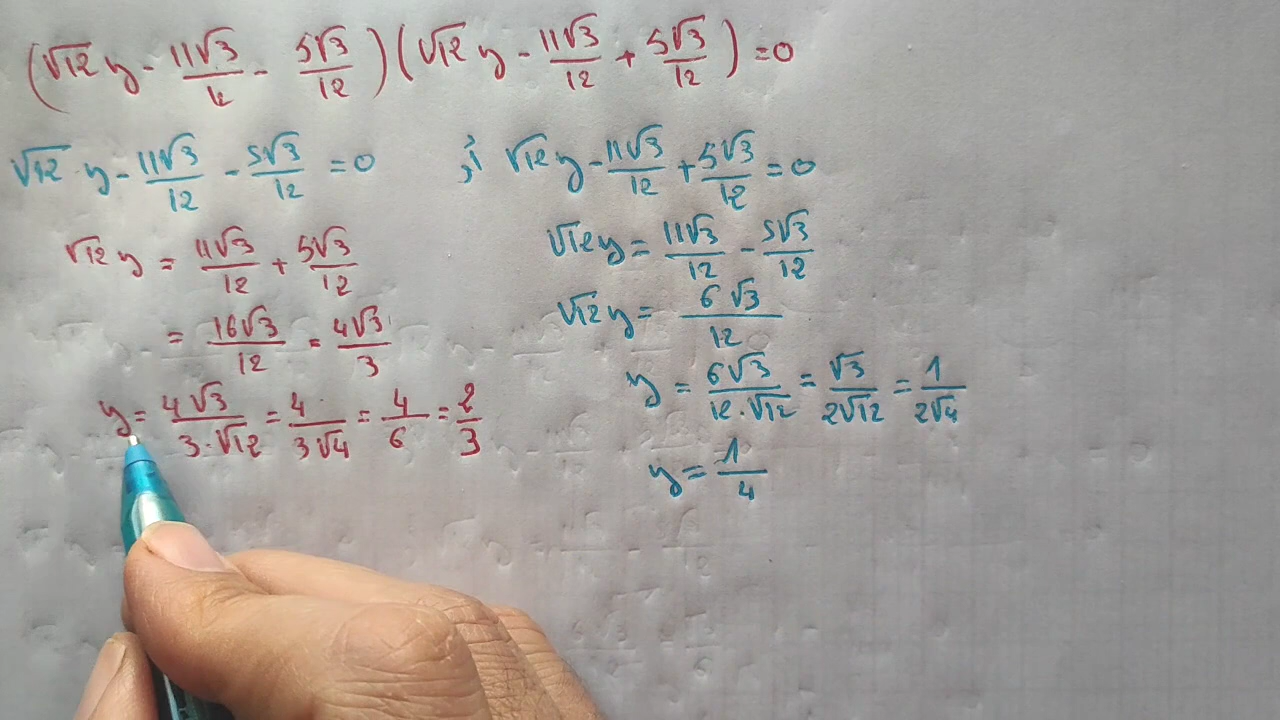 (√12 y - 11√3/12 - 5√3/12)(√12 y - 11√3/12 + 5√3/12) = 0
√12 y - 11√3/12 - 5√3/12 = 0 ; √12 y - 11√3/12 + 5√3/12 = 0
√12 y = 11√3/12 + 5√3/12
= 16√3/12 = 4√3/3
y = 4√3/3·√12 = 4/3√4 = 4/6 = 2/3
√12 y = 11√3/12 - 5√3/12
√12 y = 6√3/12
y = 6√3/12·√12 = √3/2√12 = 1/2√4
y = 1/4